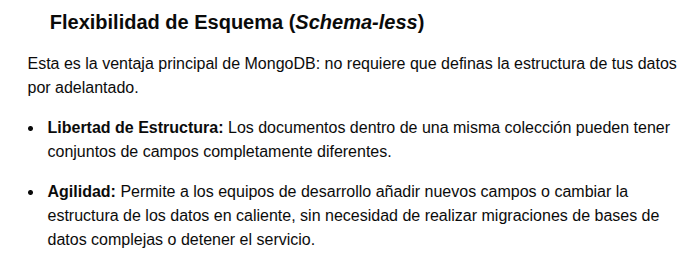 Flexibilidad de Esquema (Schema-less)
Esta es la ventaja principal de MongoDB: no requiere que definas la estructura de tus datos
por adelantado.
• Libertad de Estructura: Los documentos dentro de una misma colección pueden tener
conjuntos de campos completamente diferentes.
• Agilidad: Permite a los equipos de desarrollo añadir nuevos campos o cambiar la
estructura de los datos en caliente, sin necesidad de realizar migraciones de bases de
datos complejas o detener el servicio.